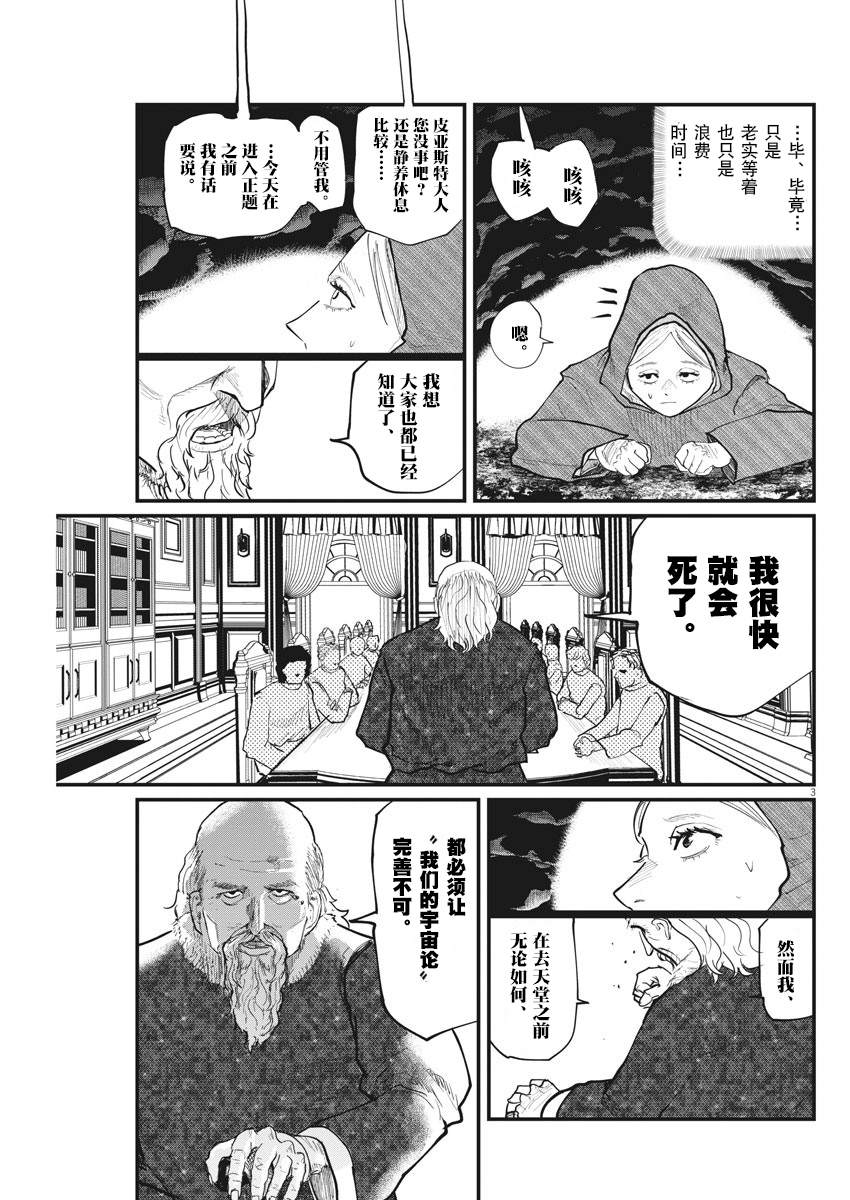 …毕、毕竟…
只是
老实等着
也只是
浪费
时间…
咳咳
咳咳
嗯。
皮亚斯特大人
您没事吧？
还是静养休息
比较……
不用管我。
…今天在
进入正题
之前
我有话
要说。
我想
大家也都已经
知道了、
我很快
就会
死了。
3
然而我、
在去天堂之前
无论如何、
都必须让
“我们的宇宙论”
完善不可。